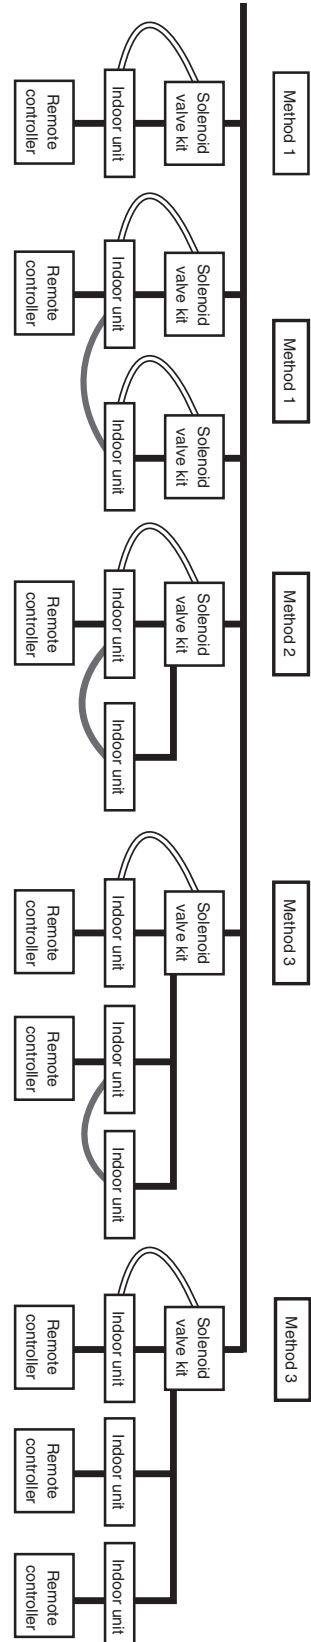 Method 1
Method 1
Method 2
Method 3
Method 3
Solenoid
valve kit
Solenoid
valve kit
Solenoid
valve kit
Solenoid
valve kit
Solenoid
valve kit
Solenoid
valve kit
Indoor unit
Indoor unit
Indoor unit
Indoor unit
Indoor unit
Indoor unit
Indoor unit
Indoor unit
Indoor unit
Indoor unit
Indoor unit
Remote
controller
Remote
controller
Remote
controller
Remote
controller
Remote
controller
Remote
controller
Remote
controller
Remote
controller